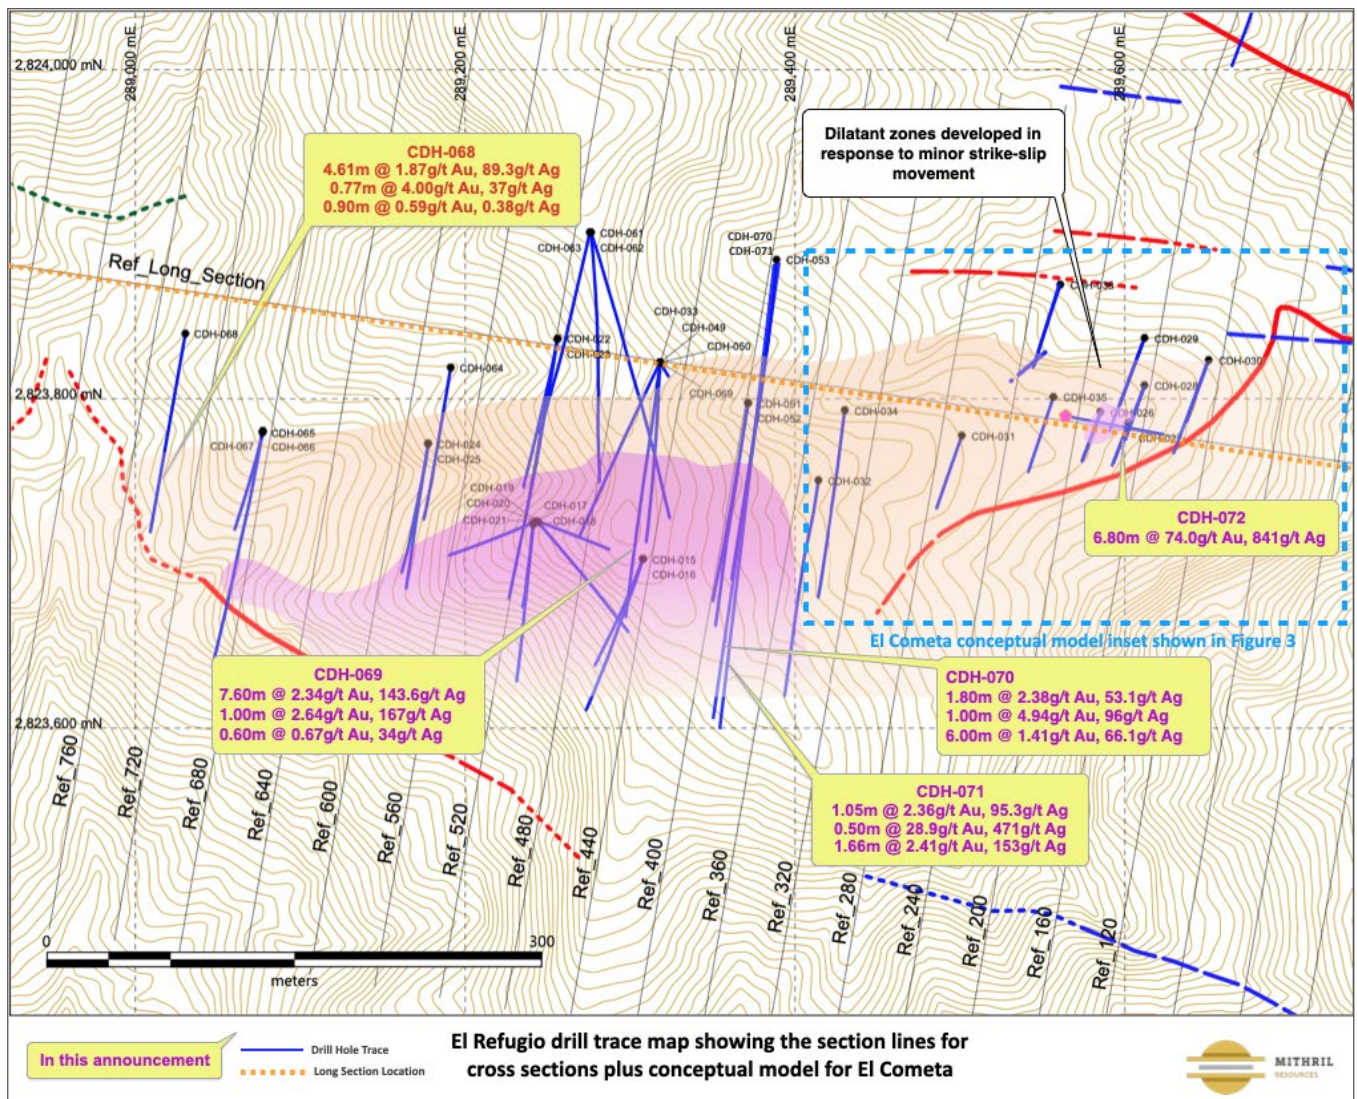 2,824,000 mN
289,000 mE
289,200 mE
289,400 mE
289,600 mE
Dilatant zones developed in
response to minor strike-slip
movement
CDH-068
4.61m @ 1.87g/t Au, 89.3g/t Ag
0.77m @ 4.00g/t Au, 37g/t Ag
0.90m @ 0.59g/t Au, 0.38g/t Ag
Ref_Long_Section
CDH-061
CDH-063
CDH-062
CDH-070
CDH-071
CDH-053
CDH-033
CDH-049
CDH-050
CDH-068
CDH-022
CDH-023
CDH-064
CDH-029
CDH-030
CDH-028
CDH-069
CDH-051
CDH-052
CDH-034
CDH-035
CDH-026
2,823,800 mN
CDH-065
CDH-067
CDH-066
CDH-024
CDH-025
CDH-031
CDH-032
CDH-019
CDH-020
CDH-017
CDH-021
CDH-018
CDH-015
CDH-016
CDH-072
6.80m @ 74.0g/t Au, 841g/t Ag
El Cometa conceptual model inset shown in Figure 3
CDH-069
7.60m @ 2.34g/t Au, 143.6g/t Ag
1.00m @ 2.64g/t Au, 167g/t Ag
0.60m @ 0.67g/t Au, 34g/t Ag
CDH-070
1.80m @ 2.38g/t Au, 53.1g/t Ag
1.00m @ 4.94g/t Au, 96g/t Ag
6.00m @ 1.41g/t Au, 66.1g/t Ag
2,823,600 mN
CDH-071
1.05m @ 2.36g/t Au, 95.3g/t Ag
0.50m @ 28.9g/t Au, 471g/t Ag
1.66m @ 2.41g/t Au, 153g/t Ag
Ref_760
Ref_720
Ref_680
Ref_640
Ref_600
Ref_560
Ref_520
Ref_480
Ref_440
Ref_400
Ref_360
Ref_320
Ref_280
Ref_240
Ref_200
Ref_160
Ref_120
0
300
meters
In this announcement
Drill Hole Trace
Long Section Location
El Refugio drill trace map showing the section lines for
cross sections plus conceptual model for El Cometa
MITHRIL
RESOURCES